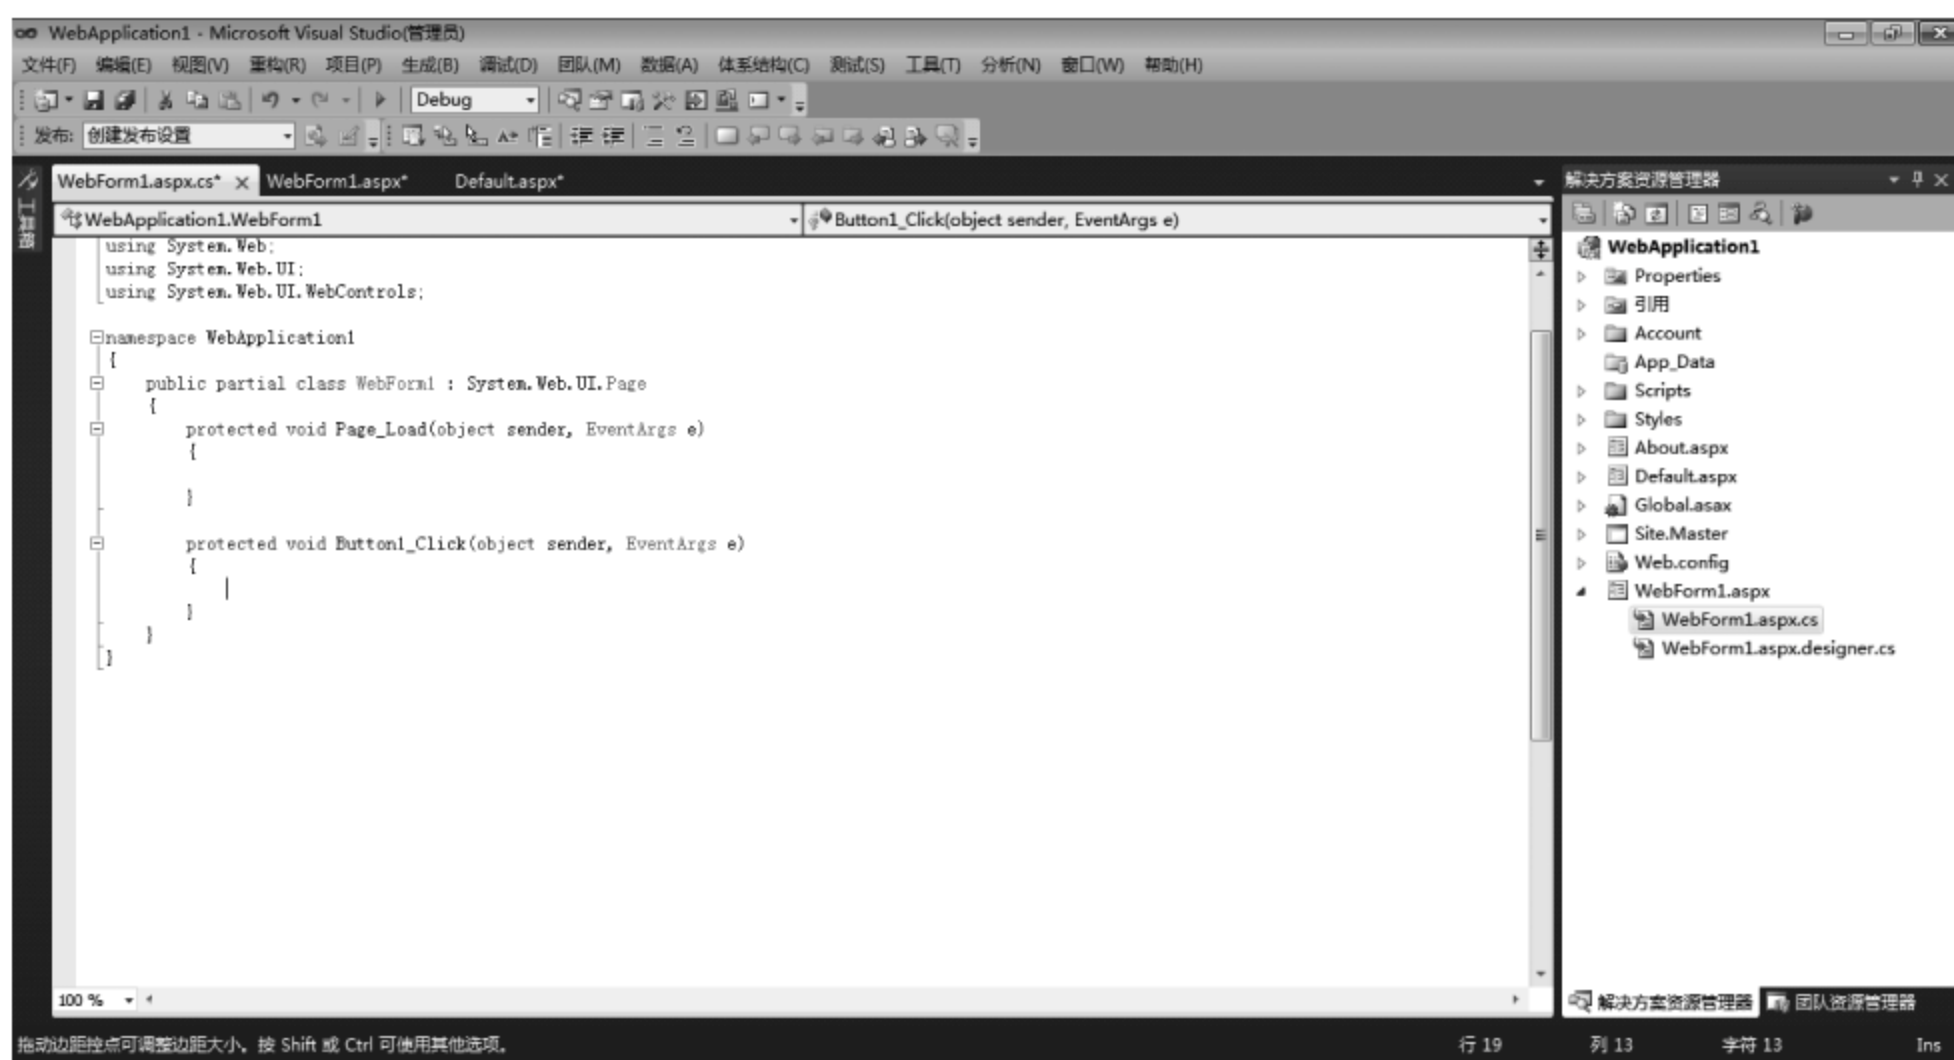 WebApplication1 - Microsoft Visual Studio(管理员)
文件(F) 编辑(E) 视图(V) 重构(R) 项目(P) 生成(B) 调试(D) 团队(M) 数据(A) 体系结构(C) 测试(S) 工具(T) 分析(N) 窗口(W) 帮助(H)
Debug
发布: 创建发布设置
工具箱
WebForm1.aspx.cs* WebForm1.aspx* Default.aspx*
WebApplication1.WebForm1 Button1_Click(object sender, EventArgs e)
using System.Web;
using System.Web.UI;
using System.Web.UI.WebControls;
namespace WebApplication1
{
public partial class WebForm1 : System.Web.UI.Page
{
protected void Page_Load(object sender, EventArgs e)
{
}
protected void Button1_Click(object sender, EventArgs e)
{
}
}
}
100 %
解决方案资源管理器
WebApplication1
Properties
引用
Account
App_Data
Scripts
Styles
About.aspx
Default.aspx
Global.asax
Site.Master
Web.config
WebForm1.aspx
WebForm1.aspx.cs
WebForm1.aspx.designer.cs
解决方案资源管理器 团队资源管理器
拖动边距控点可调整边距大小。按 Shift 或 Ctrl 可使用其他选项。 行 19 列 13 字符 13 Ins